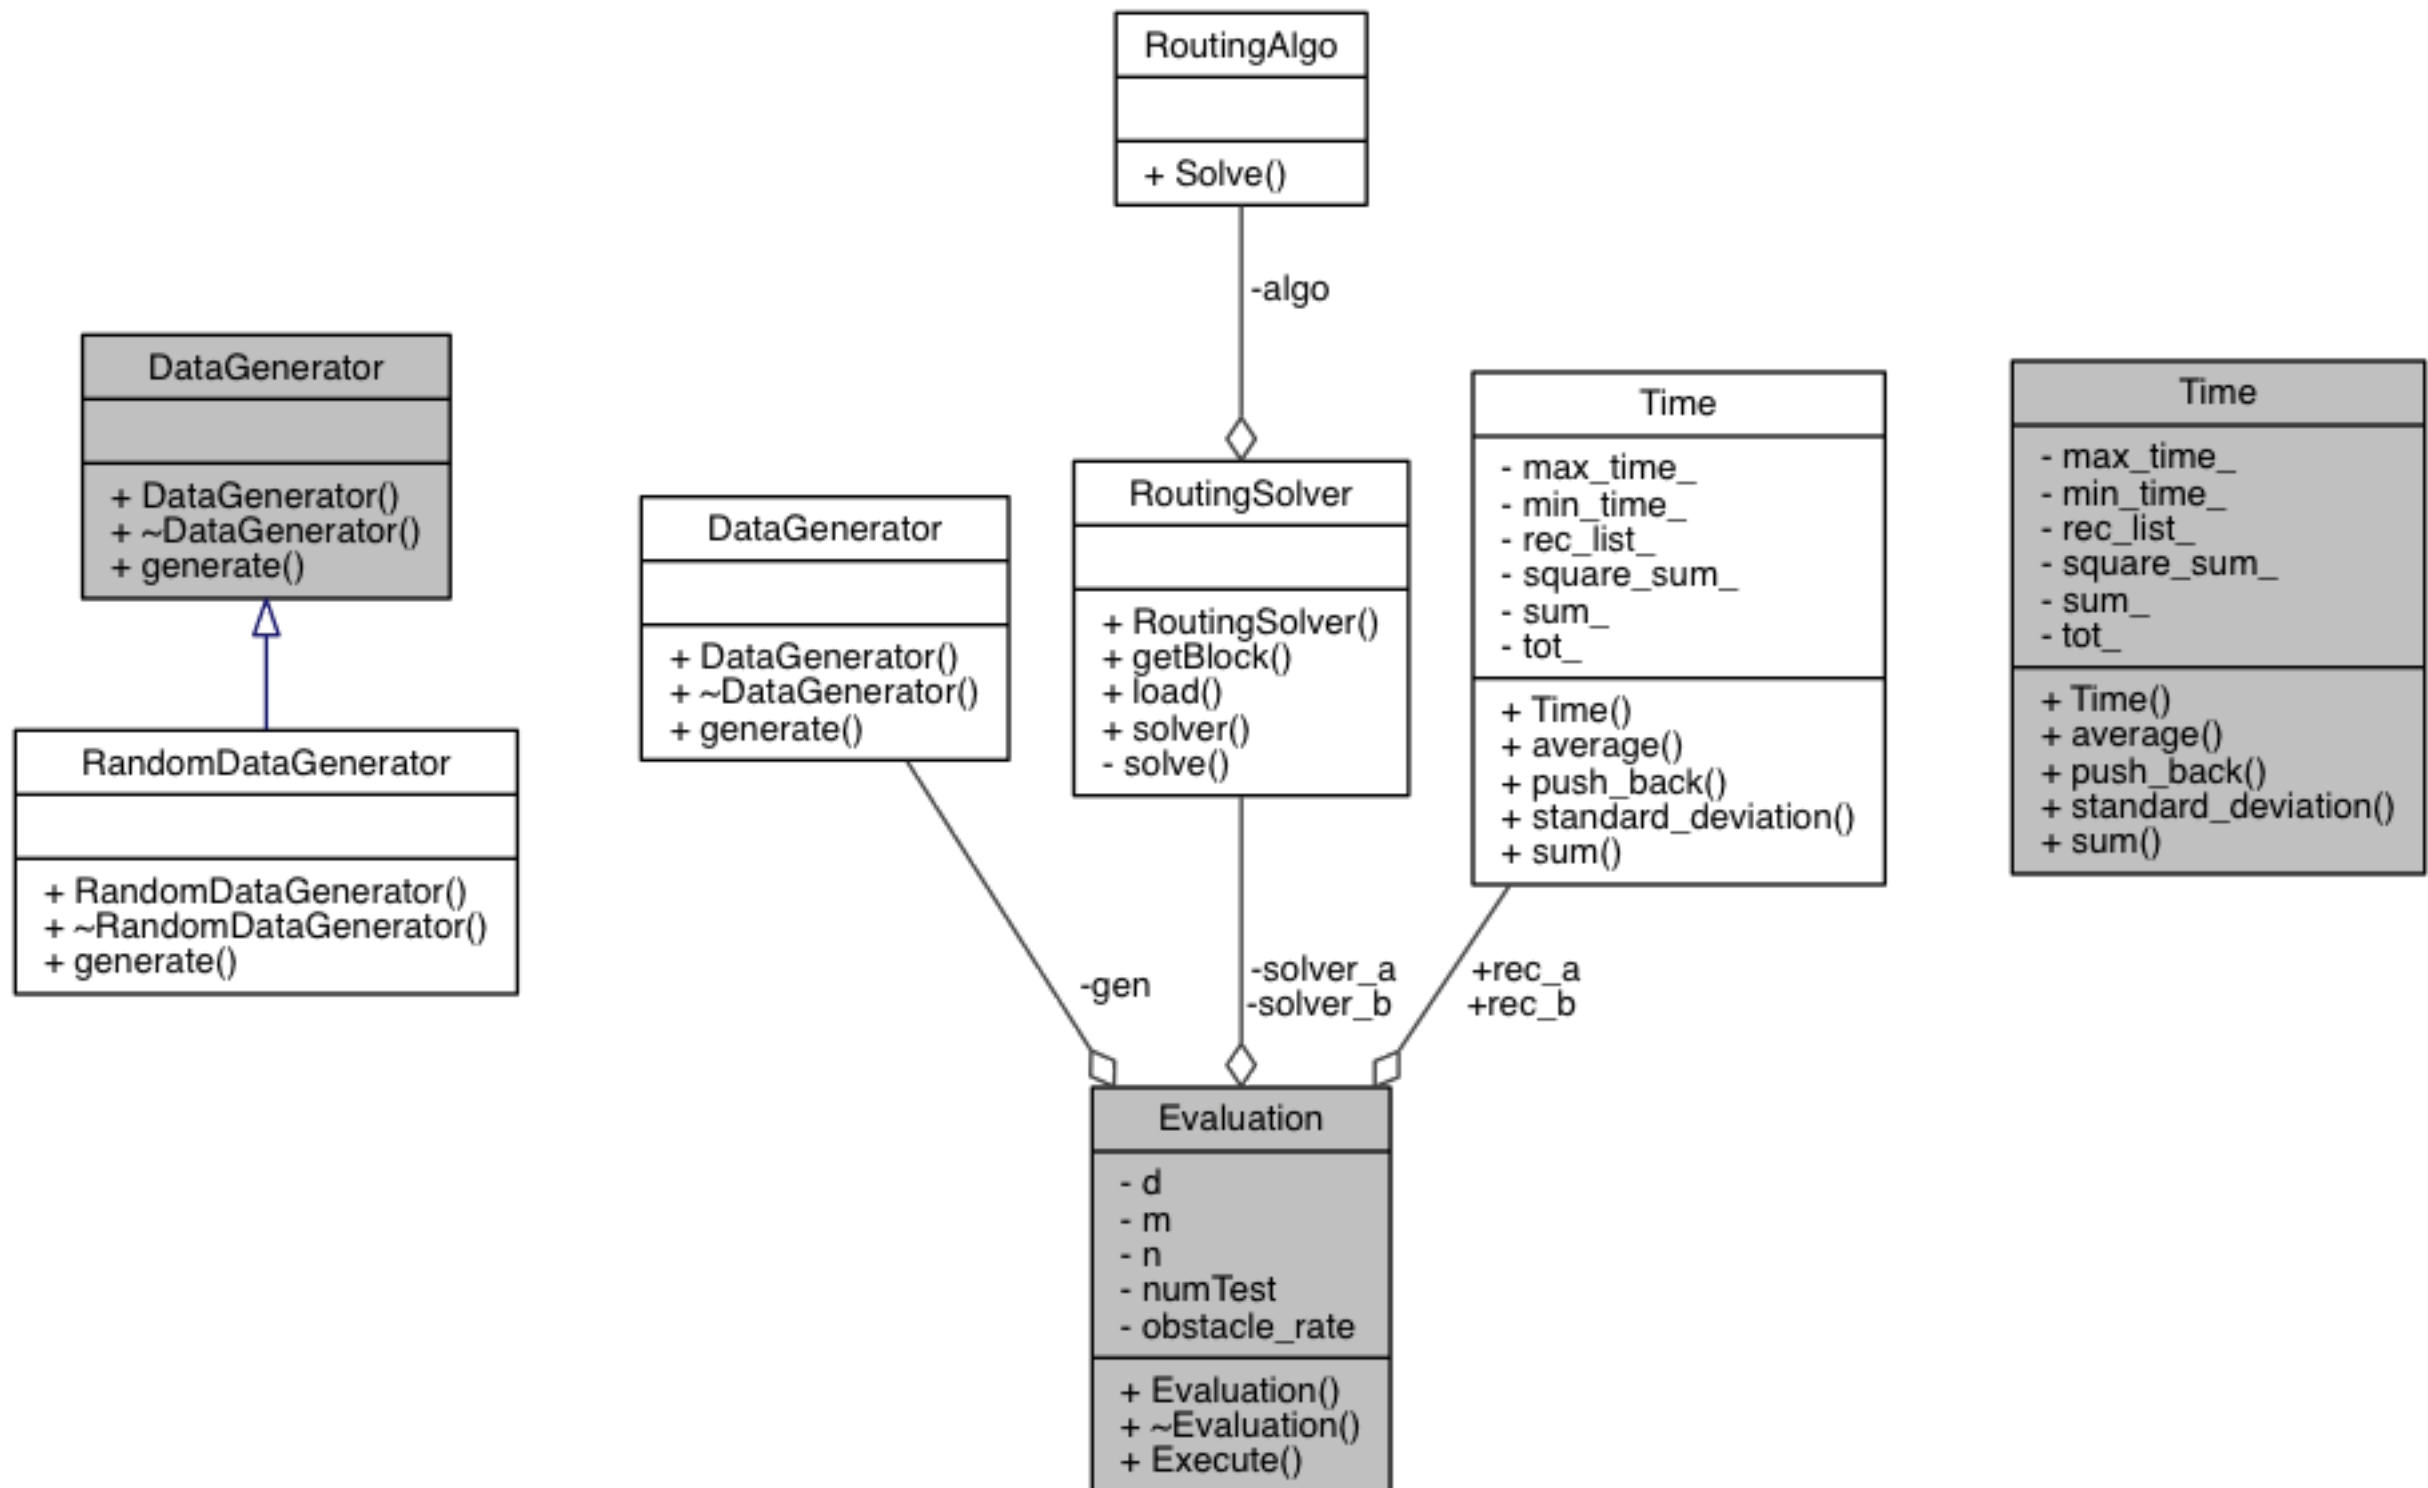 RoutingAlgo
+ Solve()
-algo
DataGenerator
+ DataGenerator()
+ ~DataGenerator()
+ generate()
RandomDataGenerator
+ RandomDataGenerator()
+ ~RandomDataGenerator()
+ generate()
DataGenerator
+ DataGenerator()
+ ~DataGenerator()
+ generate()
RoutingSolver
+ RoutingSolver()
+ getBlock()
+ load()
+ solver()
- solve()
Time
- max_time_
- min_time_
- rec_list_
- square_sum_
- sum_
- tot_
+ Time()
+ average()
+ push_back()
+ standard_deviation()
+ sum()
Time
- max_time_
- min_time_
- rec_list_
- square_sum_
- sum_
- tot_
+ Time()
+ average()
+ push_back()
+ standard_deviation()
+ sum()
-gen
-solver_a
-solver_b
+rec_a
+rec_b
Evaluation
- d
- m
- n
- numTest
- obstacle_rate
+ Evaluation()
+ ~Evaluation()
+ Execute()